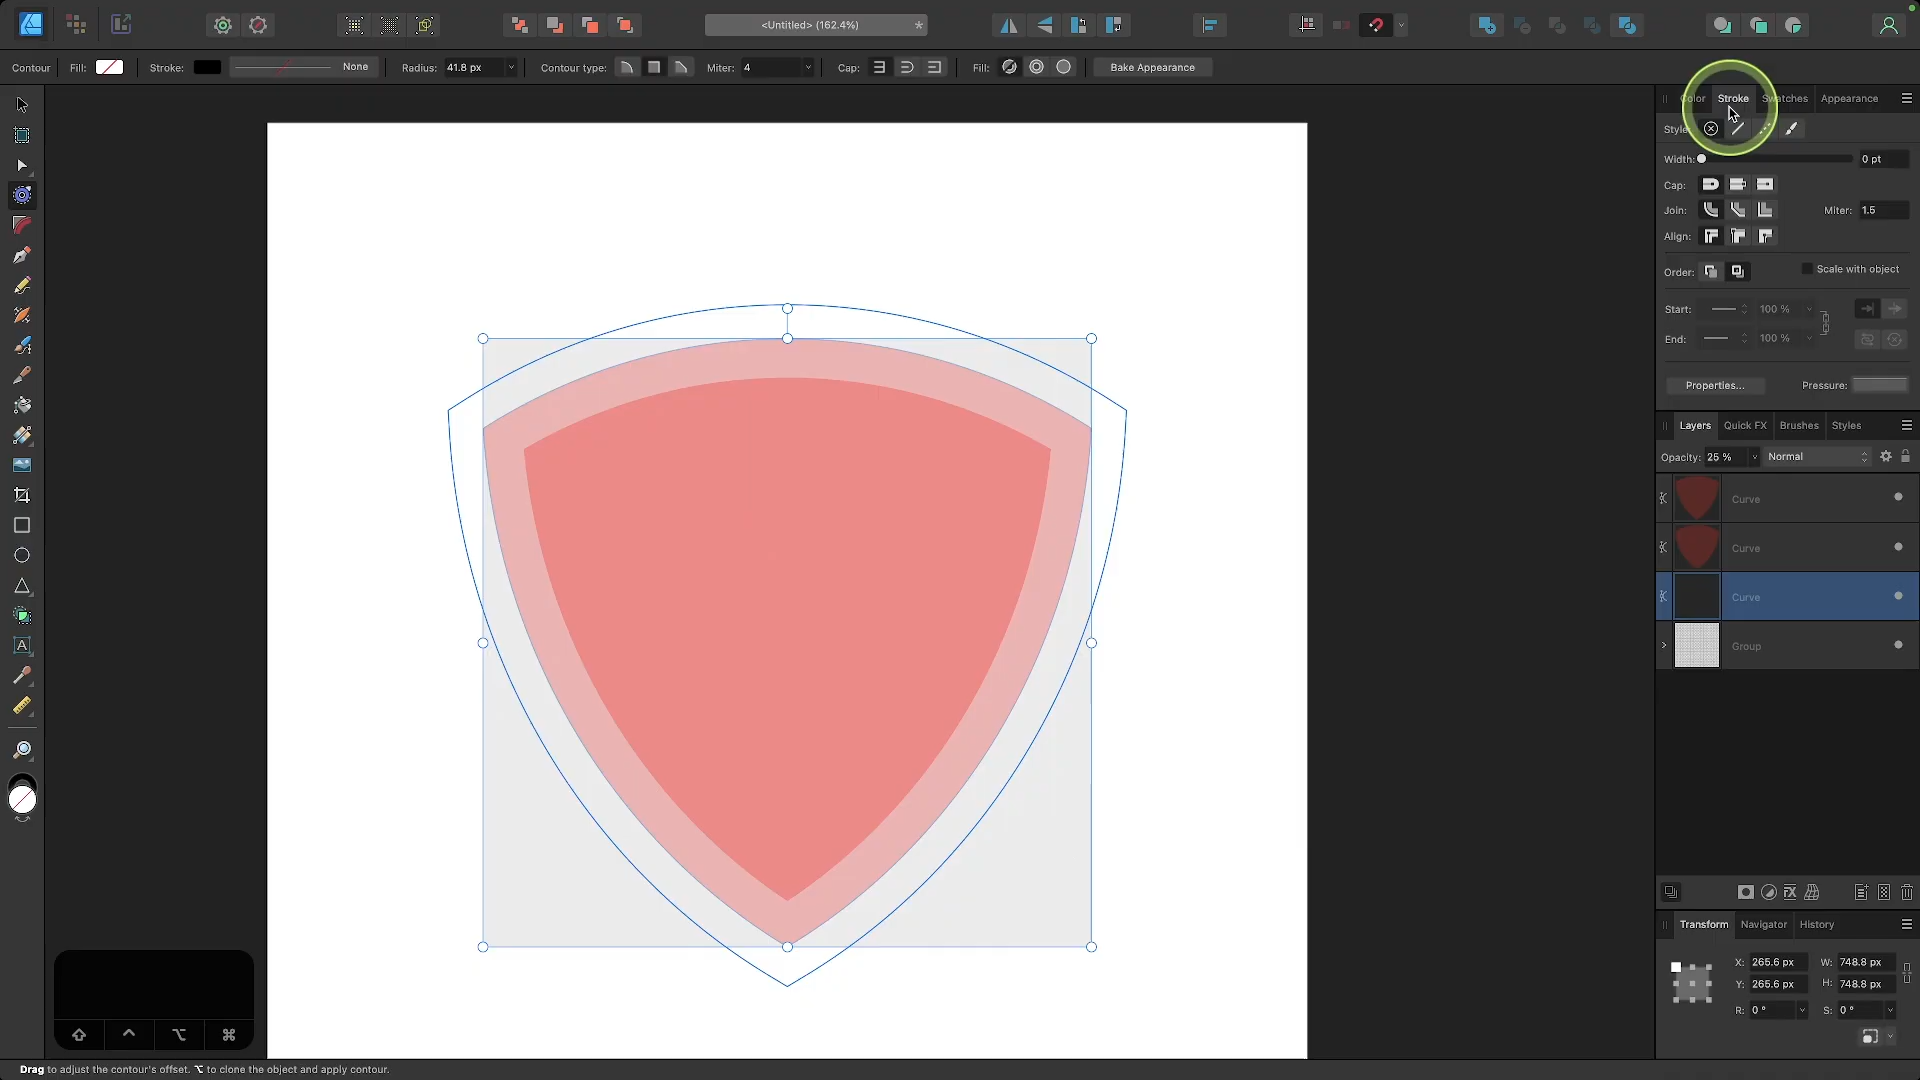 <Untitled> (162.4%)
*
Contour Fill: Stroke: None Radius: 41.8 px Contour type: Miter: 4 Cap: Fill: Bake Appearance
Color Stroke Swatches Appearance
Style:
Width: 0 pt
Cap:
Join: Miter: 1.5
Align:
Order: Scale with object
Start: 100 %
End: 100 %
Properties... Pressure:
Layers Quick FX Brushes Styles
Opacity: 25 % Normal
Curve
Curve
Curve
Group
Transform Navigator History
X: 265.6 px W: 748.8 px
Y: 265.6 px H: 748.8 px
R: 0 ° S: 0 °
Drag to adjust the contour's offset. ⌥ to clone the object and apply contour.